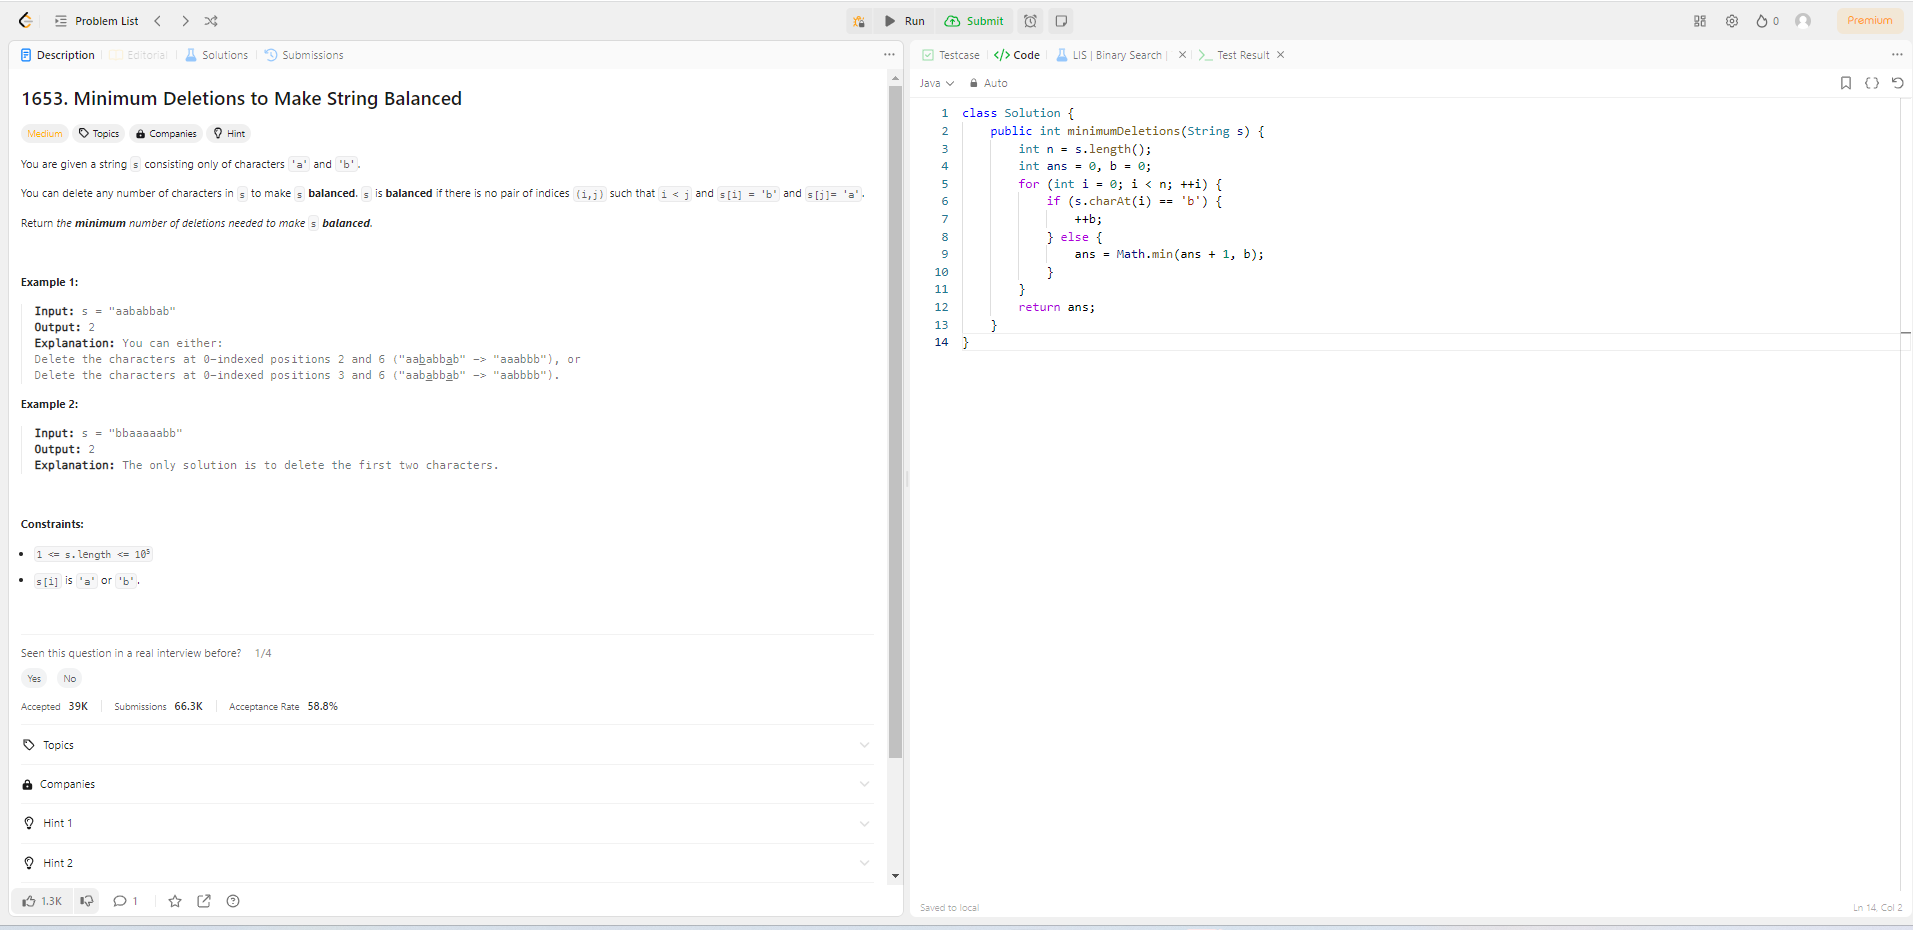 Problem List
Run
Submit
0
Premium
Description
Editorial
Solutions
Submissions
1653. Minimum Deletions to Make String Balanced
Medium
Topics
Companies
Hint
You are given a string s consisting only of characters 'a' and 'b'.
You can delete any number of characters in s to make s balanced. s is balanced if there is no pair of indices (i,j) such that i < j and s[i] = 'b' and s[j]= 'a'.
Return the minimum number of deletions needed to make s balanced.
Example 1:
Input: s = "aababbab"
Output: 2
Explanation: You can either:
Delete the characters at 0-indexed positions 2 and 6 ("aababbab" -> "aaabbb"), or
Delete the characters at 0-indexed positions 3 and 6 ("aababbab" -> "aabbbb").
Example 2:
Input: s = "bbaaaaabb"
Output: 2
Explanation: The only solution is to delete the first two characters.
Constraints:
1 <= s.length <= 10⁵
s[i] is 'a' or 'b'.
Seen this question in a real interview before? 1/4
Yes
No
Accepted 39K
Submissions 66.3K
Acceptance Rate 58.8%
Topics
Companies
Hint 1
Hint 2
1.3K
1
Testcase
</> Code
LIS | Binary Search |
Test Result
Java
Auto
1 class Solution {
2 public int minimumDeletions(String s) {
3 int n = s.length();
4 int ans = 0, b = 0;
5 for (int i = 0; i < n; ++i) {
6 if (s.charAt(i) == 'b') {
7 ++b;
8 } else {
9 ans = Math.min(ans + 1, b);
10 }
11 }
12 return ans;
13 }
14 }
Saved to local
Ln 14, Col 2